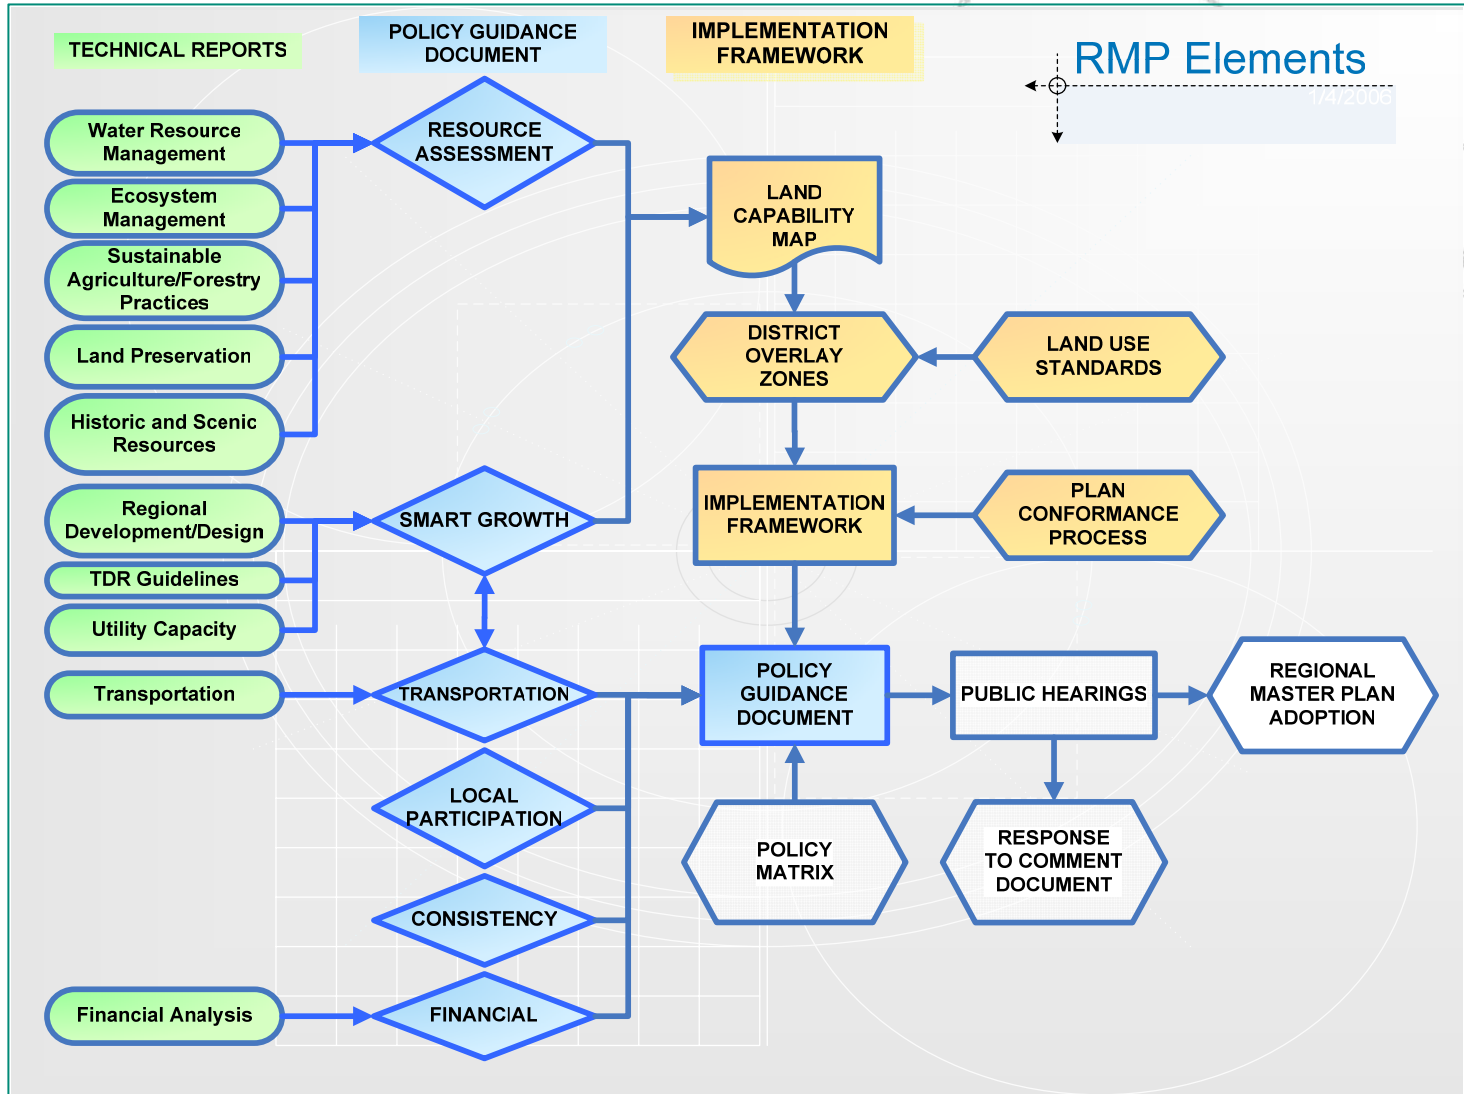 TECHNICAL REPORTS
POLICY GUIDANCE
DOCUMENT
IMPLEMENTATION
FRAMEWORK
RMP Elements
1/4/2006
Water Resource
Management
Ecosystem
Management
Sustainable
Agriculture/Forestry
Practices
Land Preservation
Historic and Scenic
Resources
Regional
Development/Design
TDR Guidelines
Utility Capacity
Transportation
Financial Analysis
RESOURCE
ASSESSMENT
SMART GROWTH
TRANSPORTATION
LOCAL
PARTICIPATION
CONSISTENCY
FINANCIAL
LAND
CAPABILITY
MAP
DISTRICT
OVERLAY
ZONES
LAND USE
STANDARDS
IMPLEMENTATION
FRAMEWORK
PLAN
CONFORMANCE
PROCESS
POLICY
GUIDANCE
DOCUMENT
PUBLIC HEARINGS
REGIONAL
MASTER PLAN
ADOPTION
POLICY
MATRIX
RESPONSE
TO COMMENT
DOCUMENT